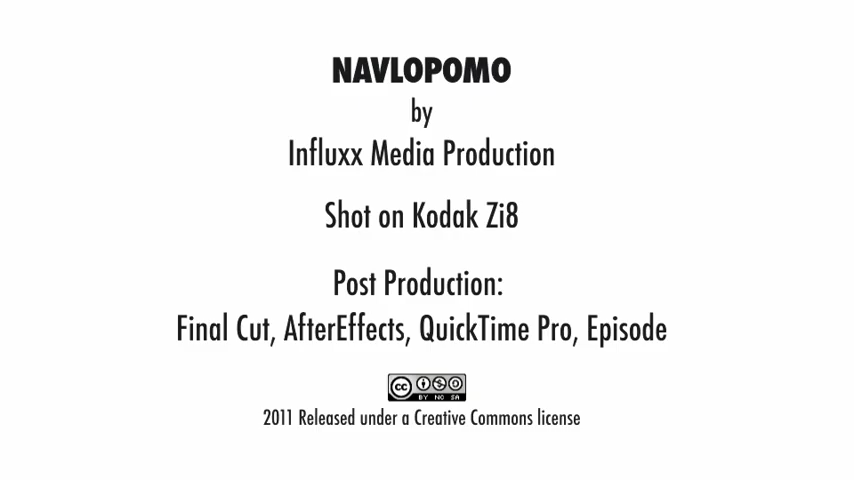 NAVLOPOMO
by
Influxx Media Production
Shot on Kodak Zi8
Post Production:
Final Cut, AfterEffects, QuickTime Pro, Episode
cc BY NC SA
2011 Released under a Creative Commons license